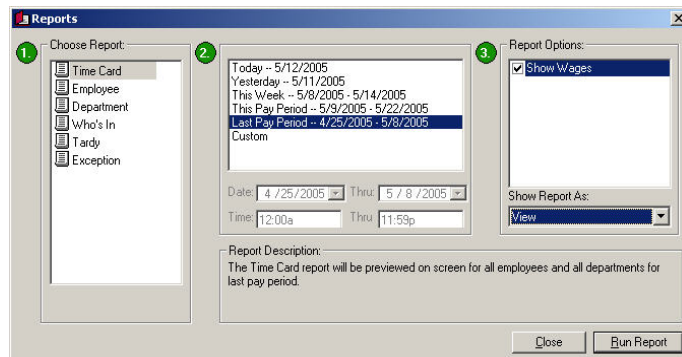 Reports
1.
Choose Report:
Time Card
Employee
Department
Who's In
Tardy
Exception
2.
Today -- 5/12/2005
Yesterday -- 5/11/2005
This Week -- 5/8/2005 - 5/14/2005
This Pay Period -- 5/9/2005 - 5/22/2005
Last Pay Period -- 4/25/2005 - 5/8/2005
Custom
Date: 4 /25/2005 Thru: 5 / 8 /2005
Time: 12:00a Thru 11:59p
3.
Report Options:
Show Wages
Show Report As:
View
Report Description:
The Time Card report will be previewed on screen for all employees and all departments for
last pay period.
Close Run Report